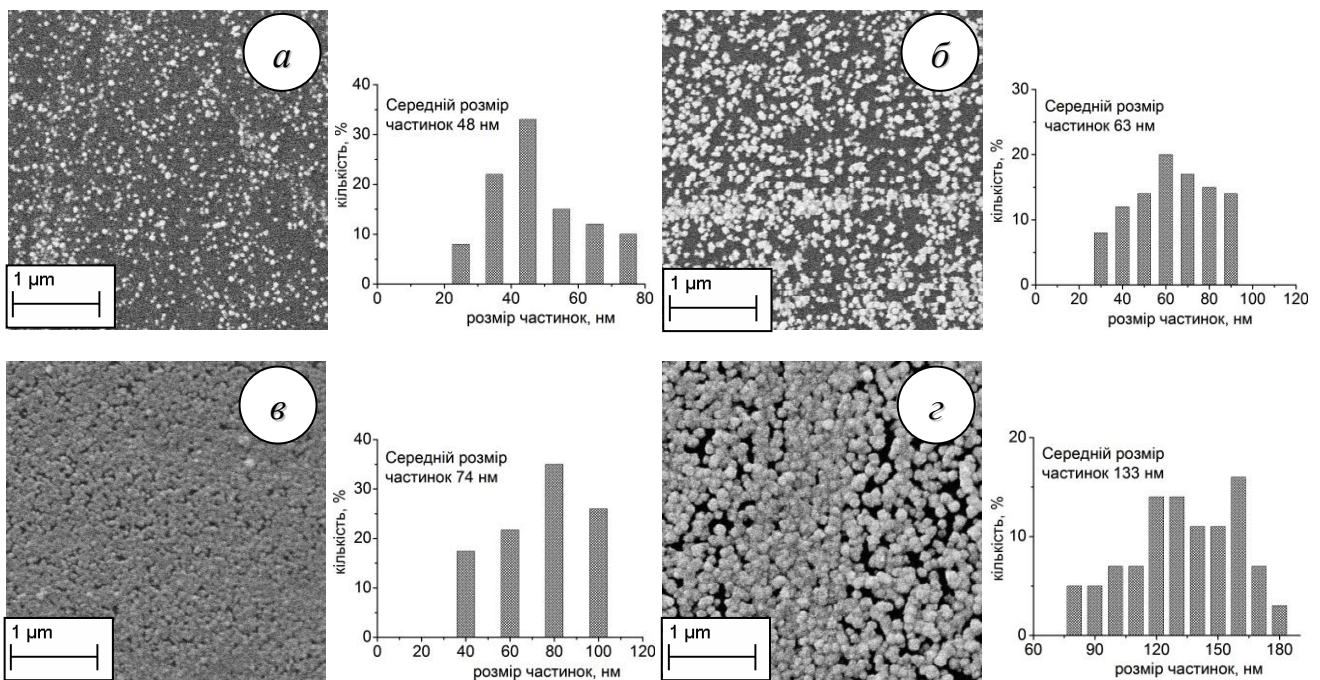 а
40
30
20
10
0
кількість, %
Середній розмір
частинок 48 нм
0 20 40 60 80
розмір частинок, нм
1 µm
б
30
20
10
0
кількість, %
Середній розмір
частинок 63 нм
0 20 40 60 80 100 120
розмір частинок, нм
1 µm
в
40
30
20
10
0
кількість, %
Середній розмір
частинок 74 нм
0 20 40 60 80 100 120
розмір частинок, нм
1 µm
г
20
10
0
кількість, %
Середній розмір
частинок 133 нм
60 90 120 150 180
розмір частинок, нм
1 µm